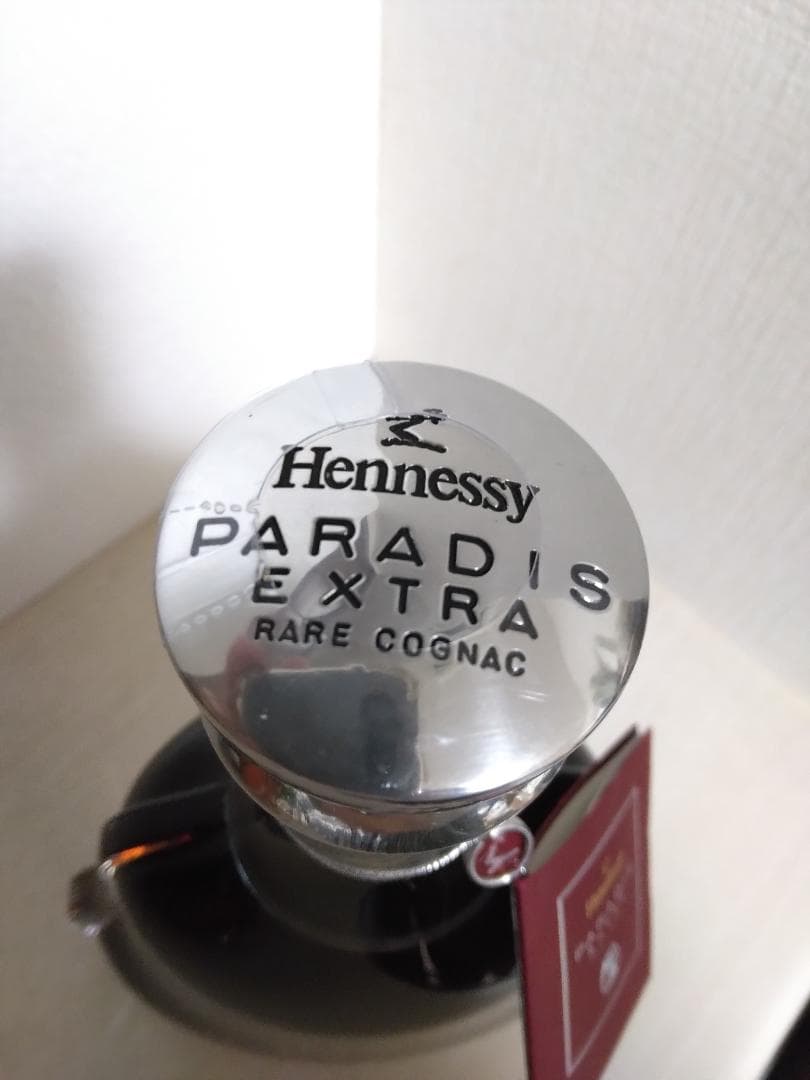 Hennessy
PARADIS
EXTRA
RARE COGNAC